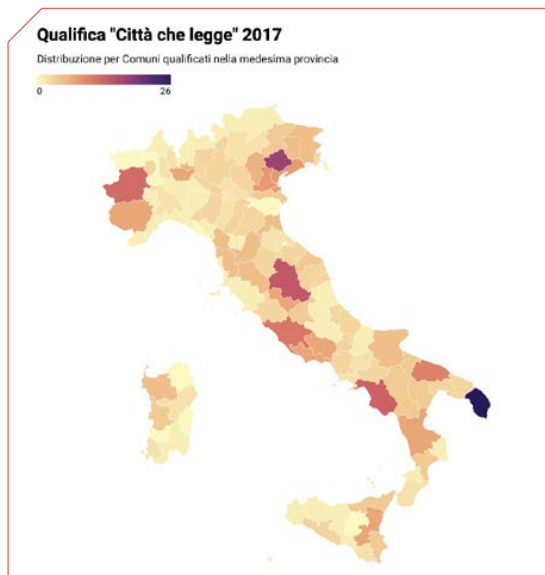 Qualifica "Città che legge" 2017
Distribuzione per Comuni qualificati nella medesima provincia
0 26